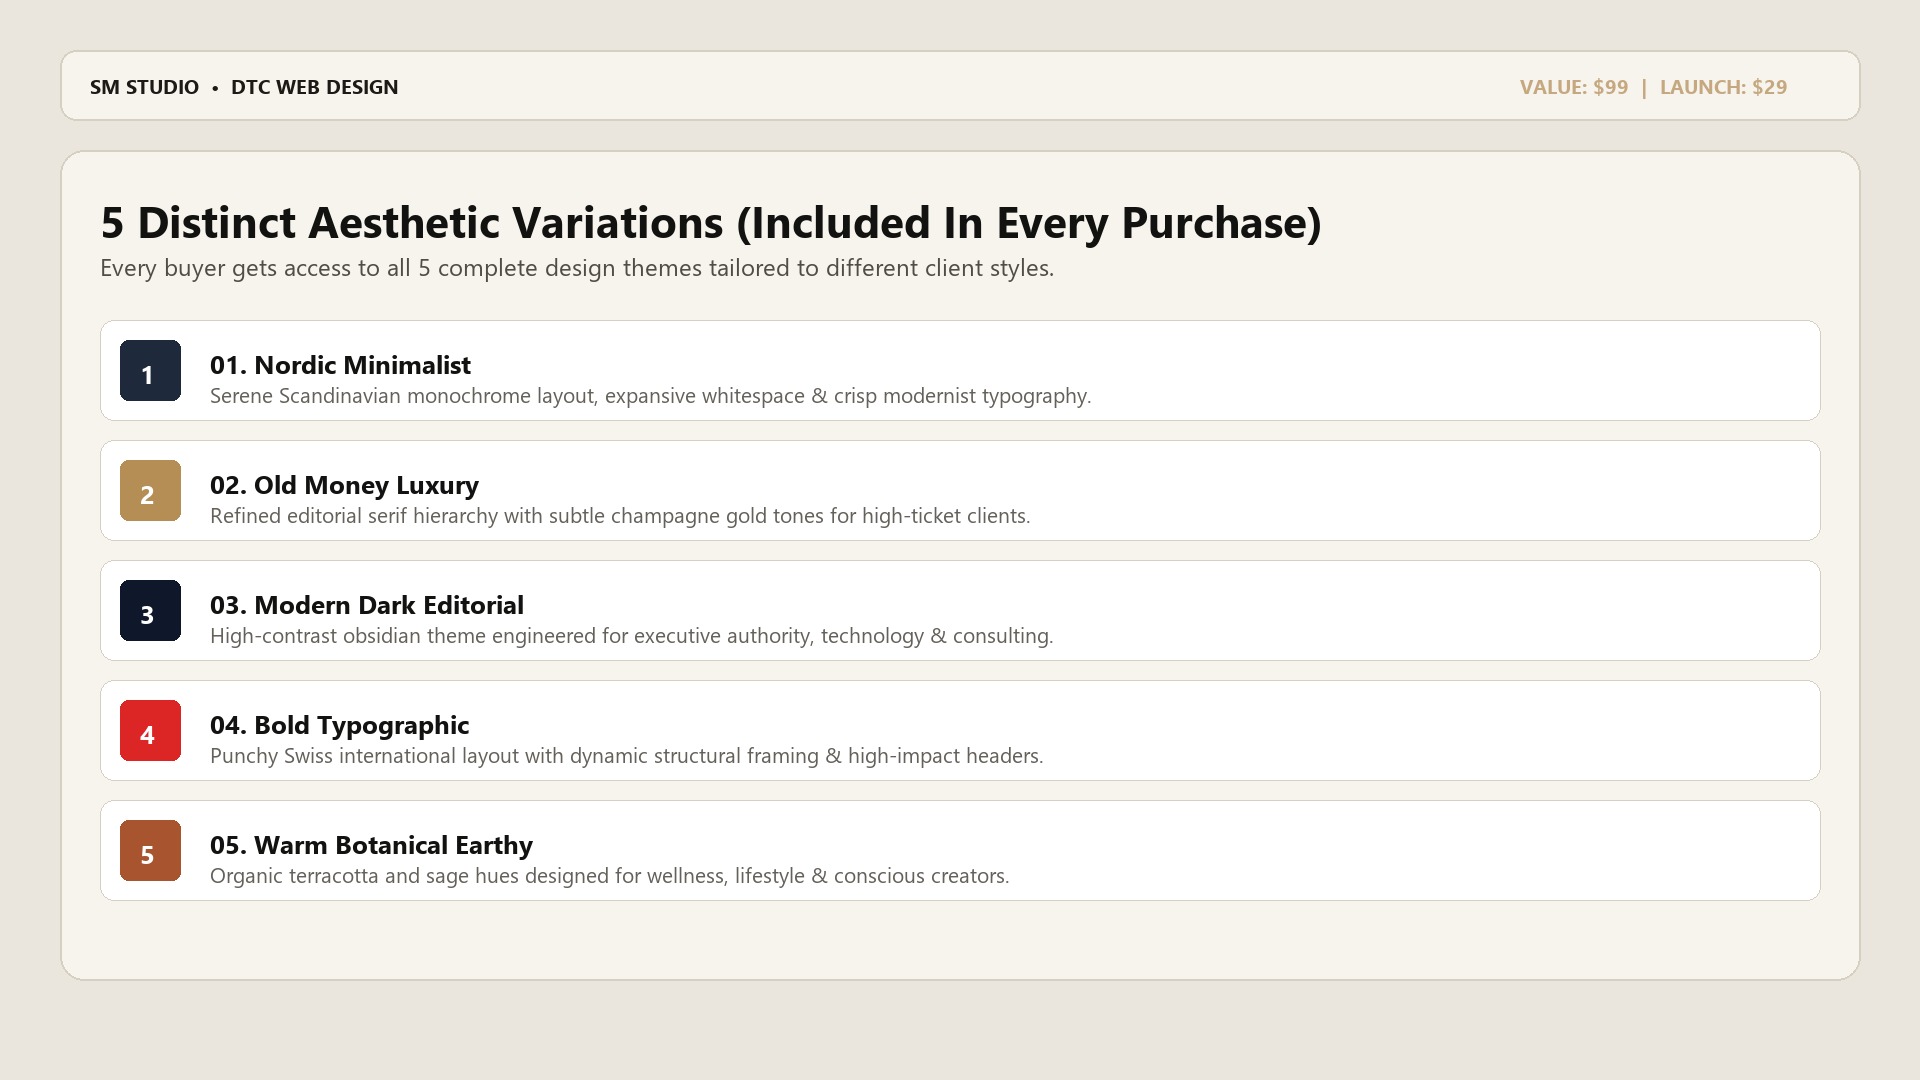 SM STUDIO • DTC WEB DESIGN
VALUE: $99 | LAUNCH: $29
5 Distinct Aesthetic Variations (Included In Every Purchase)
Every buyer gets access to all 5 complete design themes tailored to different client styles.
1
01. Nordic Minimalist
Serene Scandinavian monochrome layout, expansive whitespace & crisp modernist typography.
2
02. Old Money Luxury
Refined editorial serif hierarchy with subtle champagne gold tones for high-ticket clients.
3
03. Modern Dark Editorial
High-contrast obsidian theme engineered for executive authority, technology & consulting.
4
04. Bold Typographic
Punchy Swiss international layout with dynamic structural framing & high-impact headers.
5
05. Warm Botanical Earthy
Organic terracotta and sage hues designed for wellness, lifestyle & conscious creators.